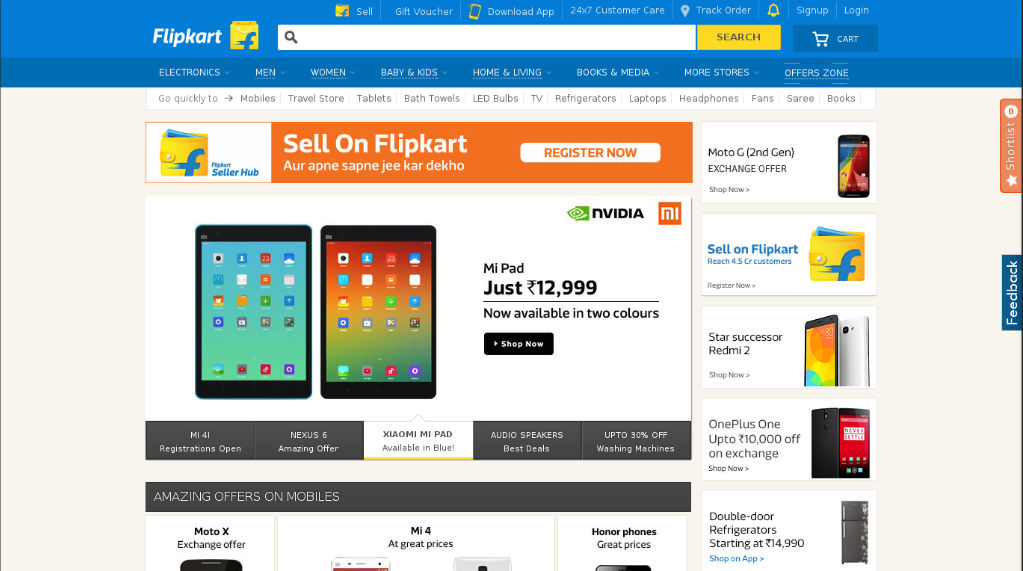 Sell
Gift Voucher
Download App
24x7 Customer Care
Track Order
Signup
Login
Flipkart
SEARCH
CART
ELECTRONICS
MEN
WOMEN
BABY & KIDS
HOME & LIVING
BOOKS & MEDIA
MORE STORES
OFFERS ZONE
Go quickly to → Mobiles Travel Store Tablets Bath Towels LED Bulbs TV Refrigerators Laptops Headphones Fans Saree Books
Shortlist 0
Feedback
Flipkart
Seller Hub
Sell On Flipkart
Aur apne sapne jee kar dekho
REGISTER NOW
NVIDIA
mi
Mi Pad
Just ₹12,999
Now available in two colours
Shop Now
MI 4I
Registrations Open
NEXUS 6
Amazing Offer
XIAOMI MI PAD
Available in Blue!
AUDIO SPEAKERS
Best Deals
UPTO 30% OFF
Washing Machines
AMAZING OFFERS ON MOBILES
Moto X
Exchange offer
Mi 4
At great prices
Honor phones
Great prices
Moto G (2nd Gen)
EXCHANGE OFFER
Shop Now >
Sell on Flipkart
Reach 4.5 Cr customers
Register Now >
Star successor
Redmi 2
Shop Now >
OnePlus One
Upto ₹10,000 off
on exchange
Shop Now >
NEVER
SETTLE
Double-door
Refrigerators
Starting at ₹14,990
Shop on App >